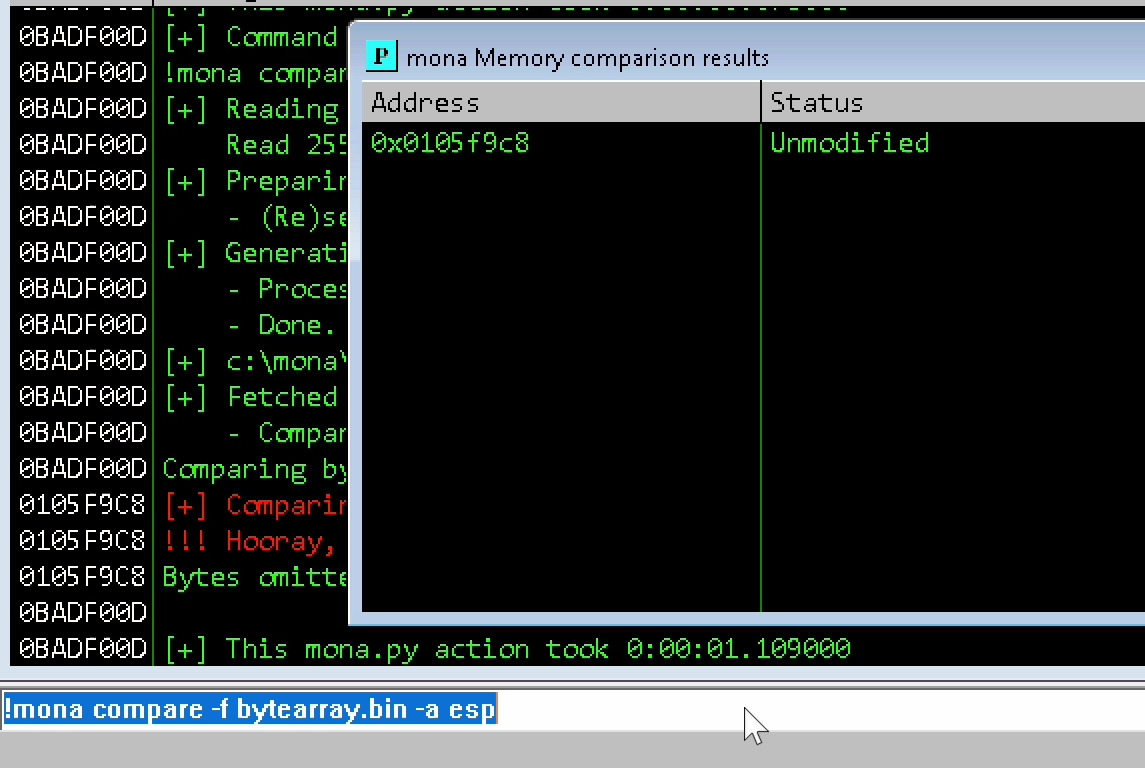 0BADF00D [+] This mona.py action took
0BADF00D [+] Command
0BADF00D !mona compar
0BADF00D [+] Reading
0BADF00D Read 255
0BADF00D [+] Preparin
0BADF00D - (Re)se
0BADF00D [+] Generati
0BADF00D - Proces
0BADF00D - Done.
0BADF00D [+] c:\mona\
0BADF00D [+] Fetched
0BADF00D - Compar
0BADF00D Comparing by
0105F9C8 [+] Comparin
0105F9C8 !!! Hooray,
0105F9C8 Bytes omitte
0BADF00D
0BADF00D [+] This mona.py action took 0:00:01.109000
P mona Memory comparison results
Address Status
0x0105f9c8 Unmodified
!mona compare -f bytearray.bin -a esp